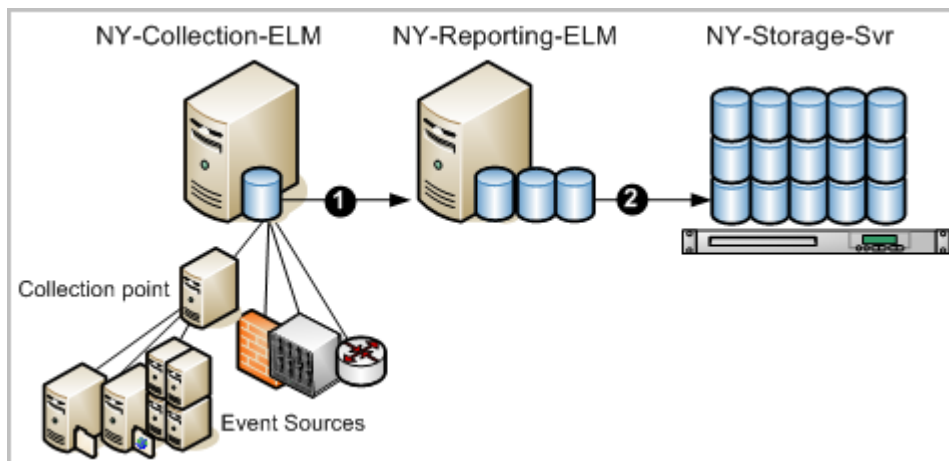 NY-Collection-ELM
NY-Reporting-ELM
NY-Storage-Svr
1
2
Collection point
Event Sources